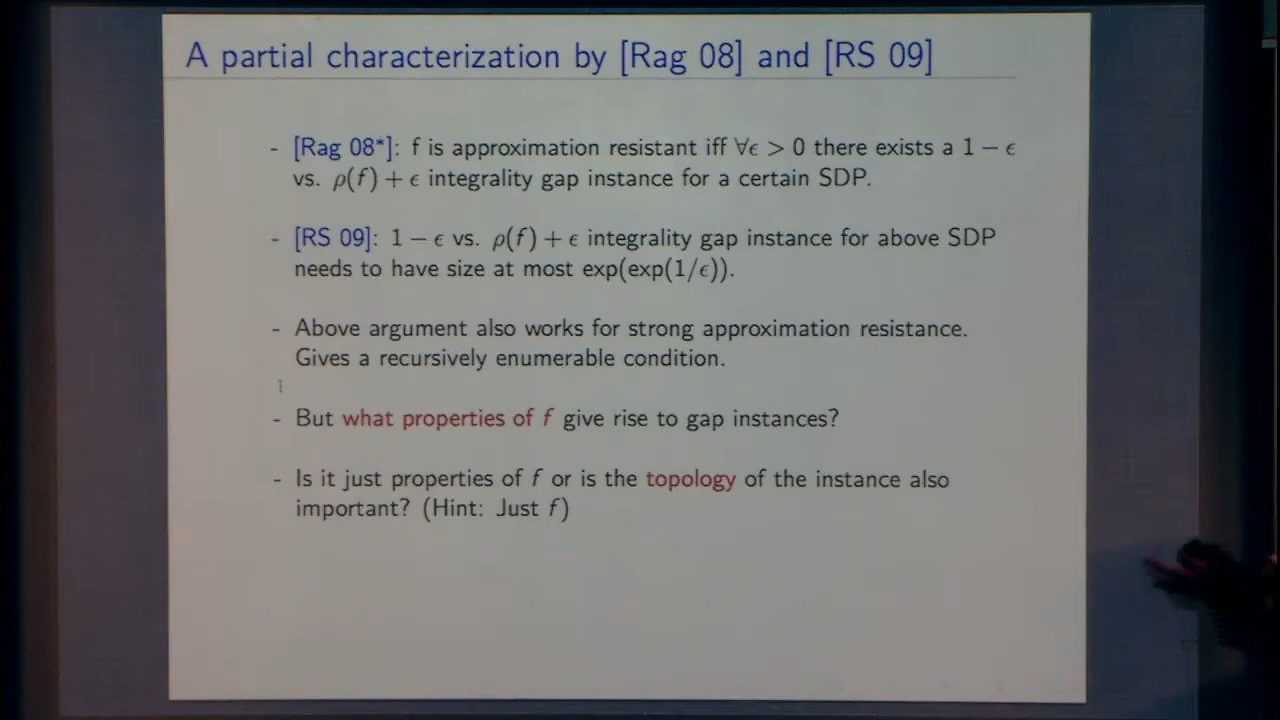 A partial characterization by [Rag 08] and [RS 09]
- [Rag 08*]: f is approximation resistant iff ∀ϵ > 0 there exists a 1 − ϵ
vs. ρ(f) + ϵ integrality gap instance for a certain SDP.
- [RS 09]: 1 − ϵ vs. ρ(f) + ϵ integrality gap instance for above SDP
needs to have size at most exp(exp(1/ϵ)).
- Above argument also works for strong approximation resistance.
Gives a recursively enumerable condition.
- But what properties of f give rise to gap instances?
- Is it just properties of f or is the topology of the instance also
important? (Hint: Just f)